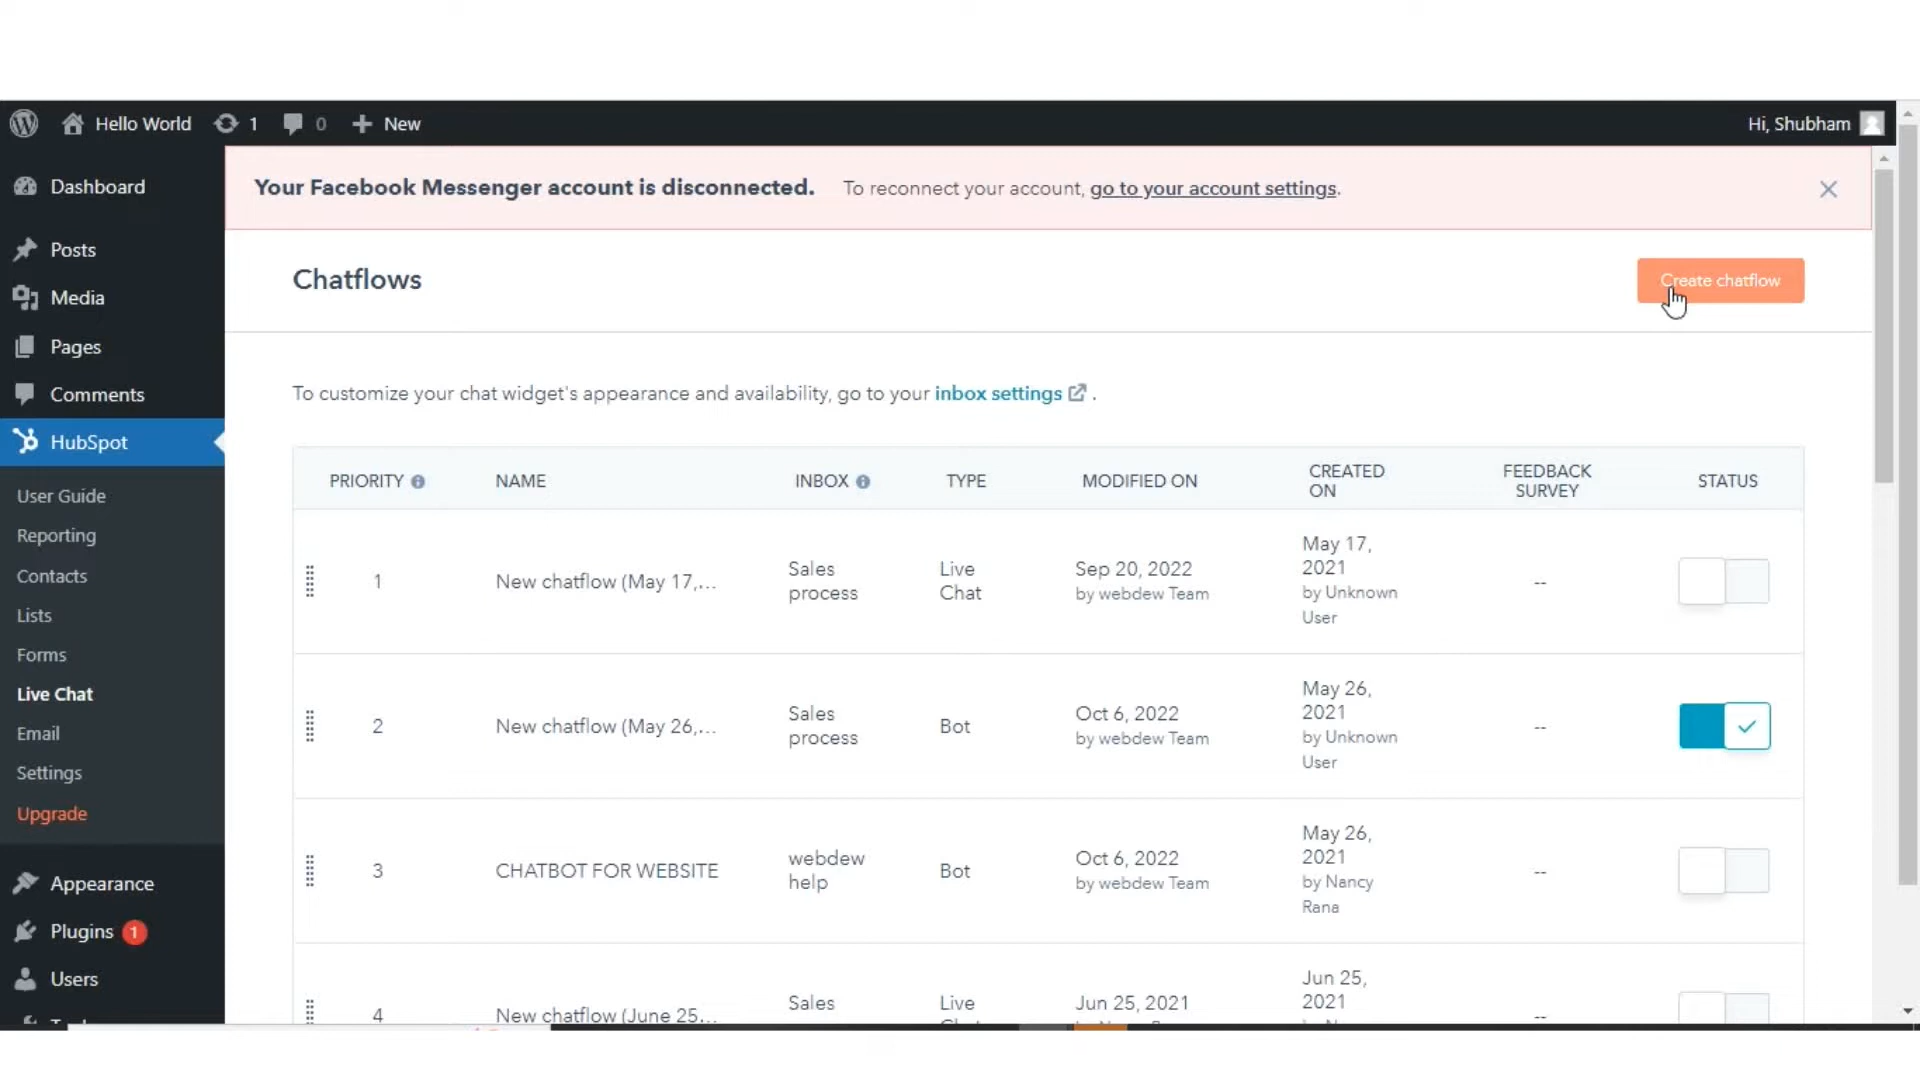 Hello World 1 0 New Hi, Shubham
Dashboard
Posts
Media
Pages
Comments
HubSpot
User Guide
Reporting
Contacts
Lists
Forms
Live Chat
Email
Settings
Upgrade
Appearance
Plugins 1
Users
Your Facebook Messenger account is disconnected. To reconnect your account, go to your account settings.
Chatflows
Create chatflow
To customize your chat widget's appearance and availability, go to your inbox settings .
PRIORITY NAME INBOX TYPE MODIFIED ON CREATED ON FEEDBACK SURVEY STATUS
1 New chatflow (May 17,... Sales process Live Chat Sep 20, 2022 by webdew Team May 17, 2021 by Unknown User --
2 New chatflow (May 26,... Sales process Bot Oct 6, 2022 by webdew Team May 26, 2021 by Unknown User --
3 CHATBOT FOR WEBSITE webdew help Bot Oct 6, 2022 by webdew Team May 26, 2021 by Nancy Rana --
4 New chatflow (June 25... Sales Live Jun 25, 2021 Jun 25, 2021 --